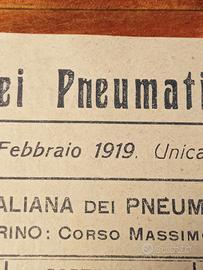 ei Pneumati
Febbraio 1919. Unica
ALIANA DEI PNEUM
RINO: CORSO MASSIMO